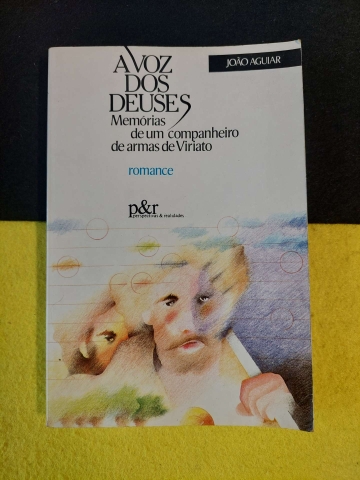 JOÃO AGUIAR
A VOZ
DOS
DEUSES
Memórias
de um companheiro
de armas de Viriato
romance
p&r
perspectivas & realidades